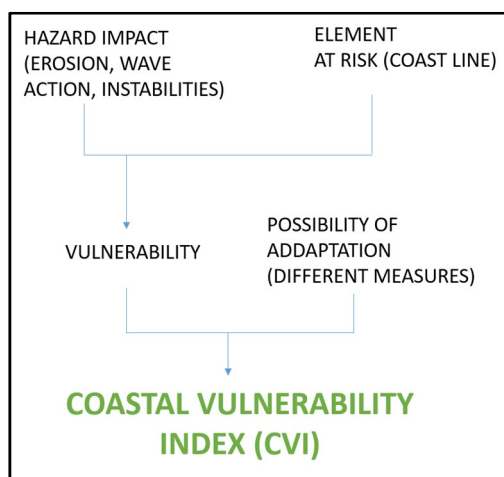 HAZARD IMPACT
(EROSION, WAVE
ACTION, INSTABILITIES)
ELEMENT
AT RISK (COAST LINE)
VULNERABILITY
POSSIBILITY OF
ADDAPTATION
(DIFFERENT MEASURES)
COASTAL VULNERABILITY
INDEX (CVI)